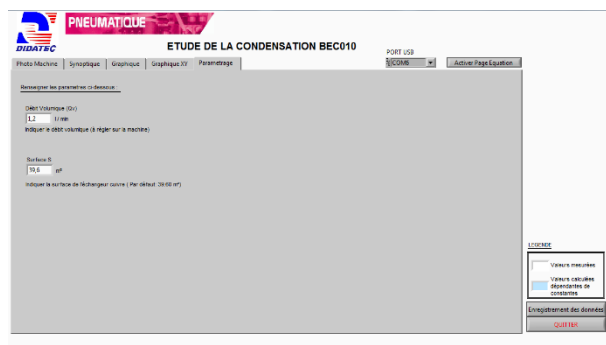 PNEUMATIQUE
DIDATEC
ETUDE DE LA CONDENSATION BEC010
PORT USB
COM6
Activer Page Equation
Photo Machine Synoptique Graphique Graphique XY Parametrage
Renseigner les parametres ci-dessous :
Débit Volumique (Qv)
1,2 l/min
Indiquer le débit volumique (à régler sur la machine)
Surface S
39,6 m²
Indiquer la surface de l'échangeur cuivre ( Par défaut 39.60 m²)
LEGENDE
Valeurs mesurées
Valeurs calculées
dépendantes de
constantes
Enregistrement des données
QUITTER